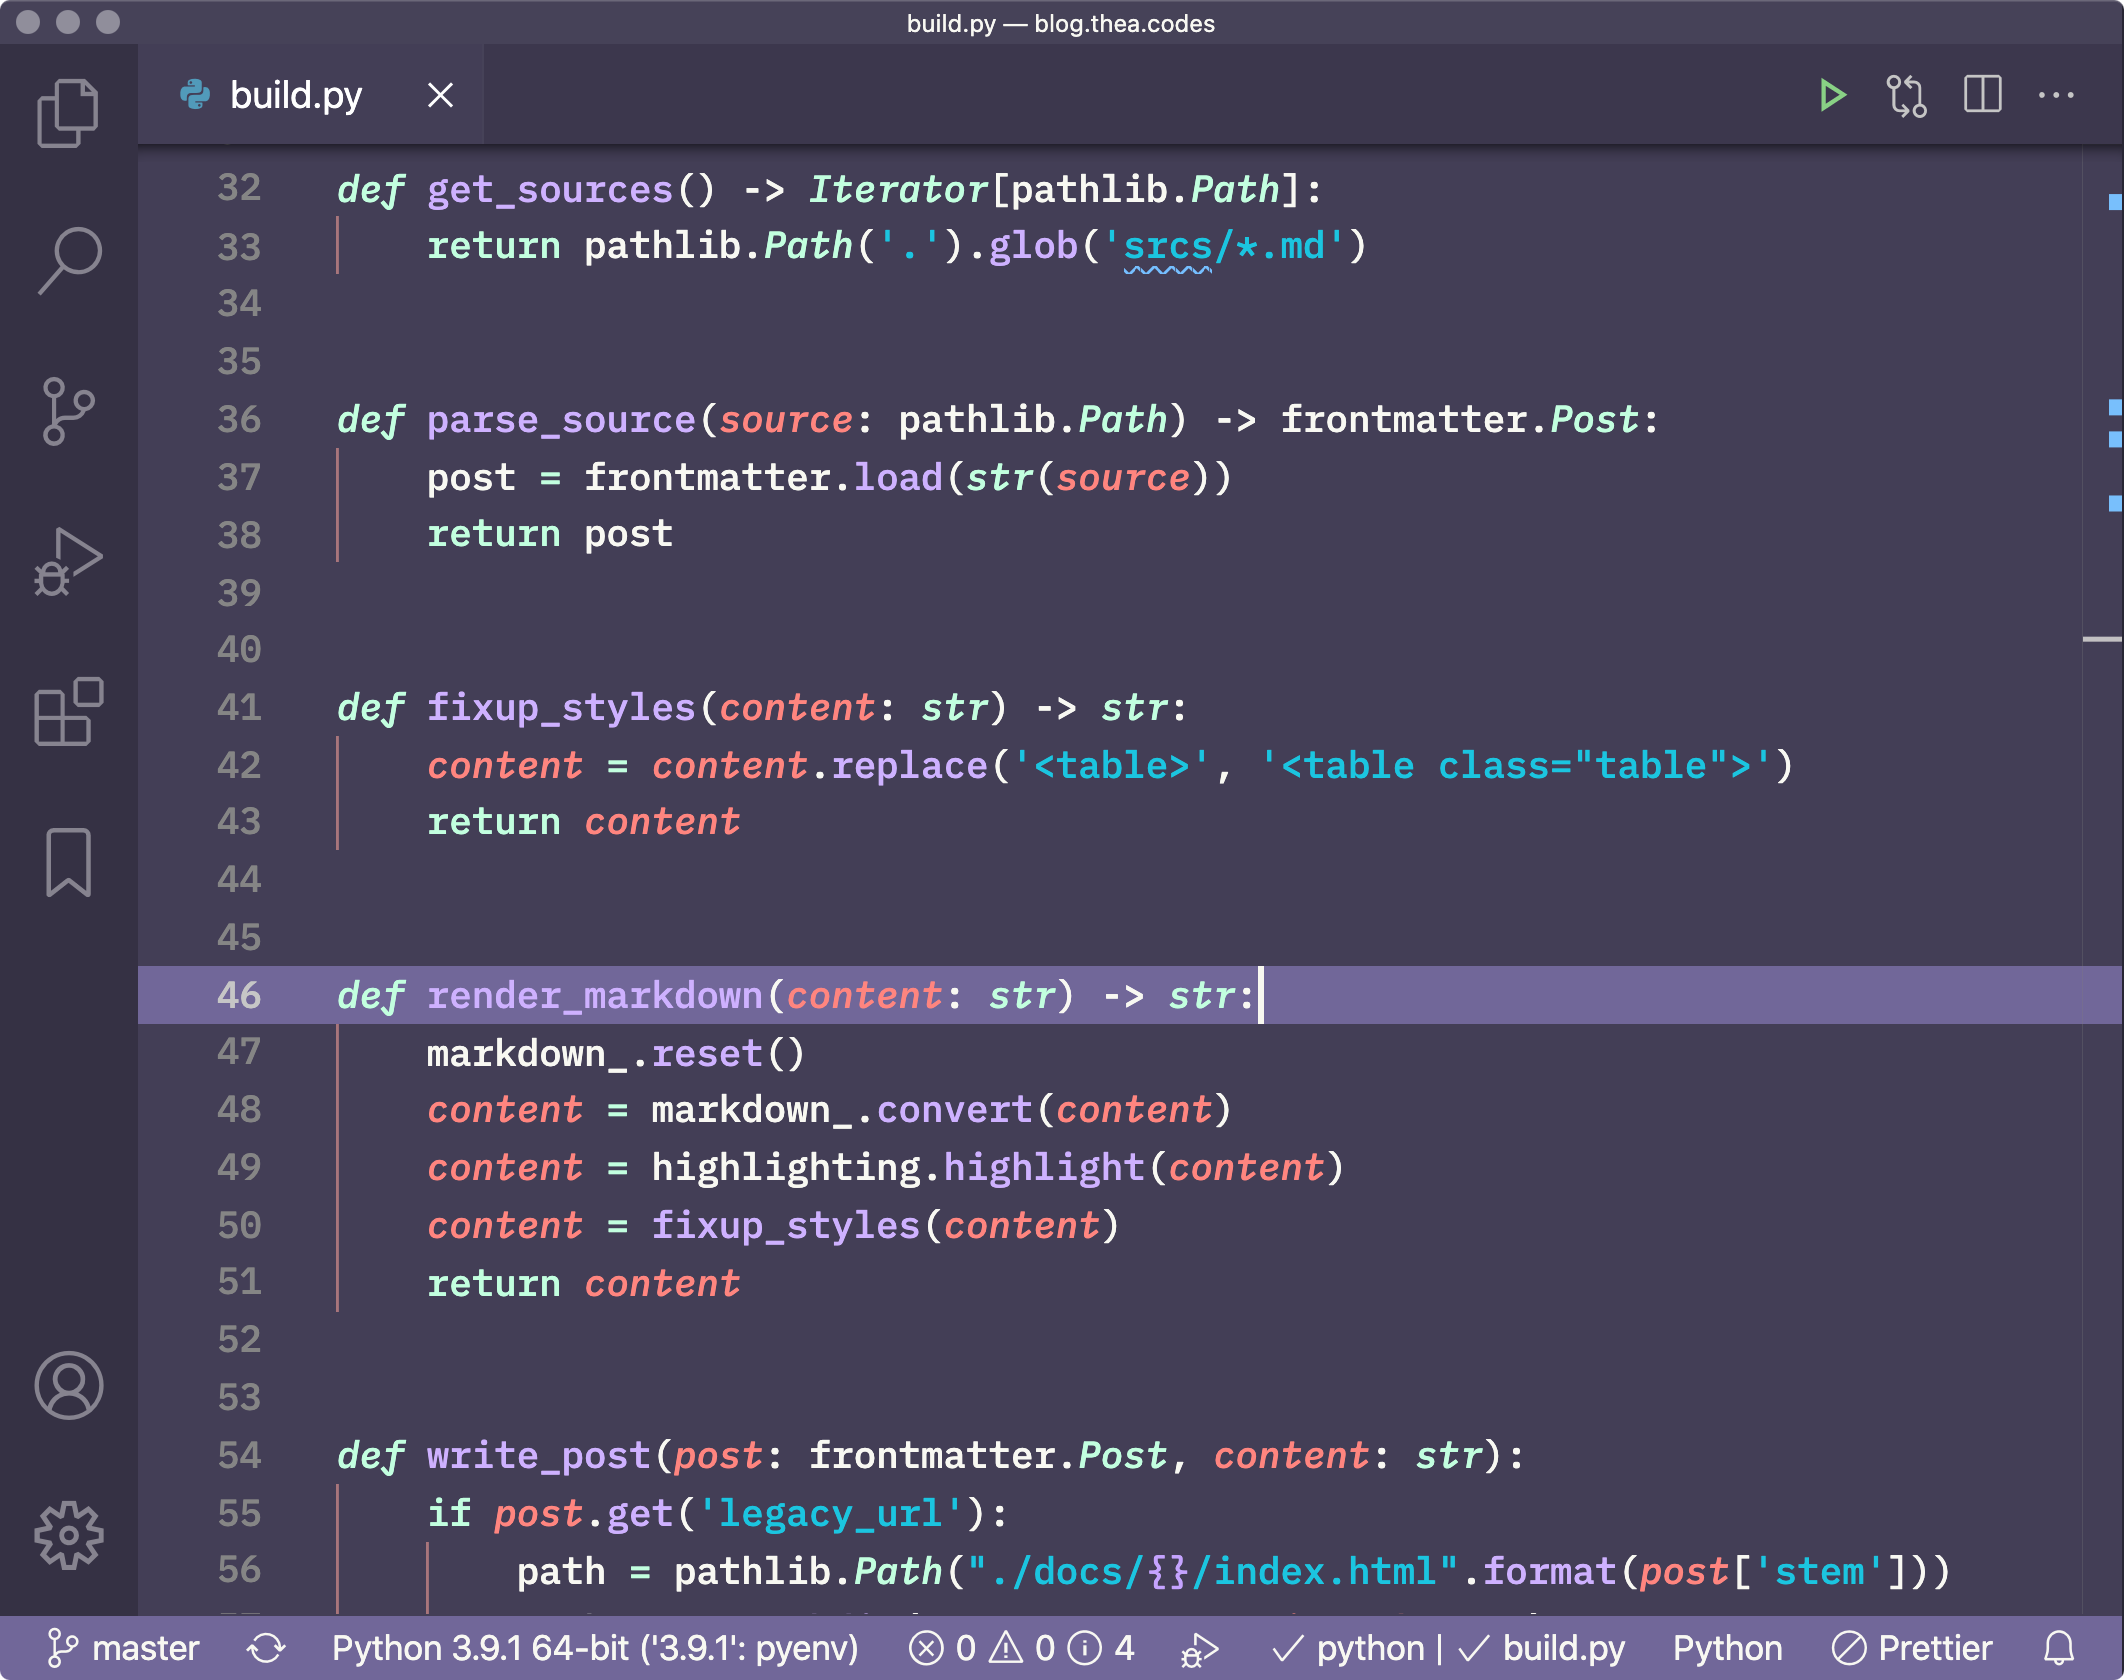 build.py — blog.thea.codes
build.py
32 def get_sources() -> Iterator[pathlib.Path]:
33     return pathlib.Path('.').glob('srcs/*.md')
34
35
36 def parse_source(source: pathlib.Path) -> frontmatter.Post:
37     post = frontmatter.load(str(source))
38     return post
39
40
41 def fixup_styles(content: str) -> str:
42     content = content.replace('<table>', '<table class="table">')
43     return content
44
45
46 def render_markdown(content: str) -> str:
47     markdown_.reset()
48     content = markdown_.convert(content)
49     content = highlighting.highlight(content)
50     content = fixup_styles(content)
51     return content
52
53
54 def write_post(post: frontmatter.Post, content: str):
55     if post.get('legacy_url'):
56         path = pathlib.Path("./docs/{}/index.html".format(post['stem']))
master Python 3.9.1 64-bit ('3.9.1': pyenv) 0 0 4 ✓ python | ✓ build.py Python Prettier